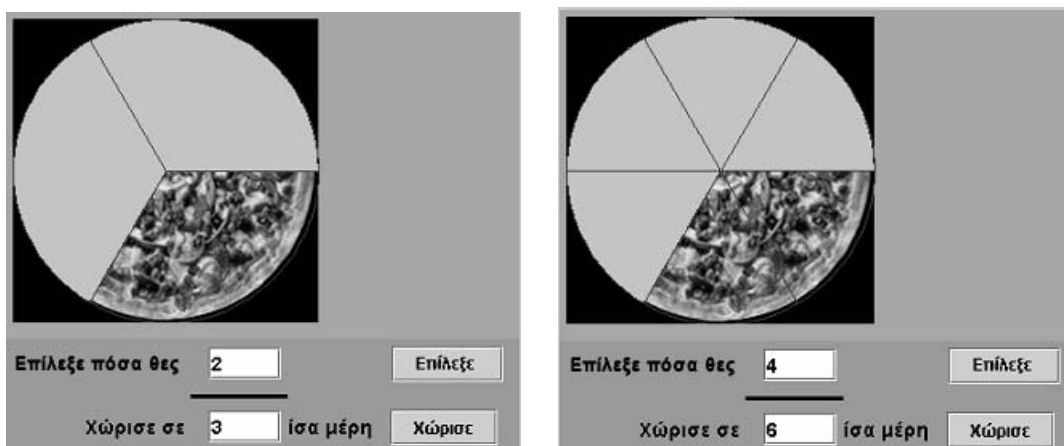 Επίλεξε πόσα θες 2 Επίλεξε
Χώρισε σε 3 ίσα μέρη Χώρισε
Επίλεξε πόσα θες 4 Επίλεξε
Χώρισε σε 6 ίσα μέρη Χώρισε